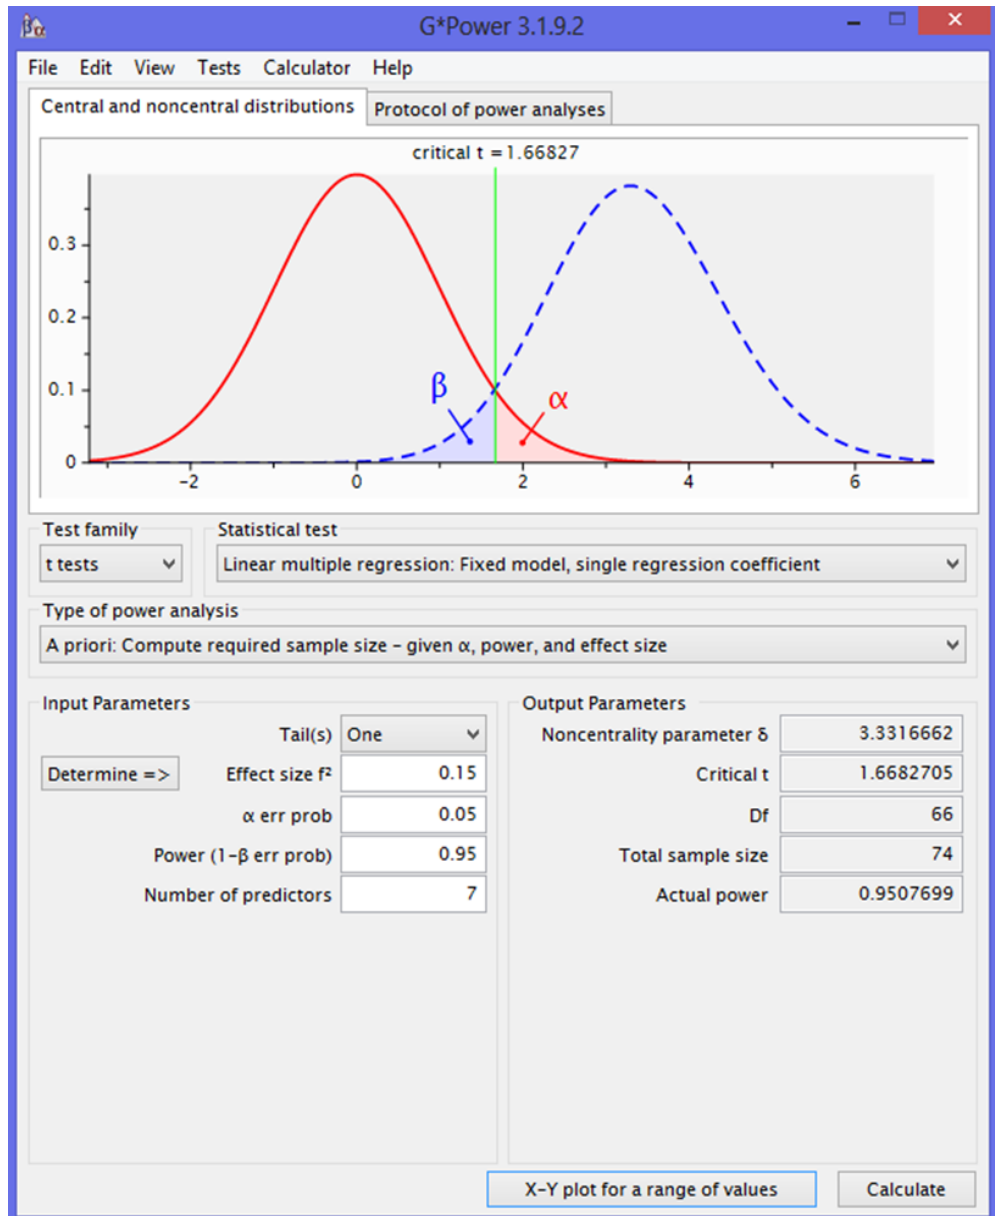 G*Power 3.1.9.2
File Edit View Tests Calculator Help
Central and noncentral distributions Protocol of power analyses
critical t = 1.66827
0.3
0.2
0.1
0
β
α
-2 0 2 4 6
Test family Statistical test
t tests Linear multiple regression: Fixed model, single regression coefficient
Type of power analysis
A priori: Compute required sample size – given α, power, and effect size
Input Parameters Output Parameters
Tail(s) One Noncentrality parameter δ 3.3316662
Determine => Effect size f² 0.15 Critical t 1.6682705
α err prob 0.05 Df 66
Power (1-β err prob) 0.95 Total sample size 74
Number of predictors 7 Actual power 0.9507699
X-Y plot for a range of values Calculate